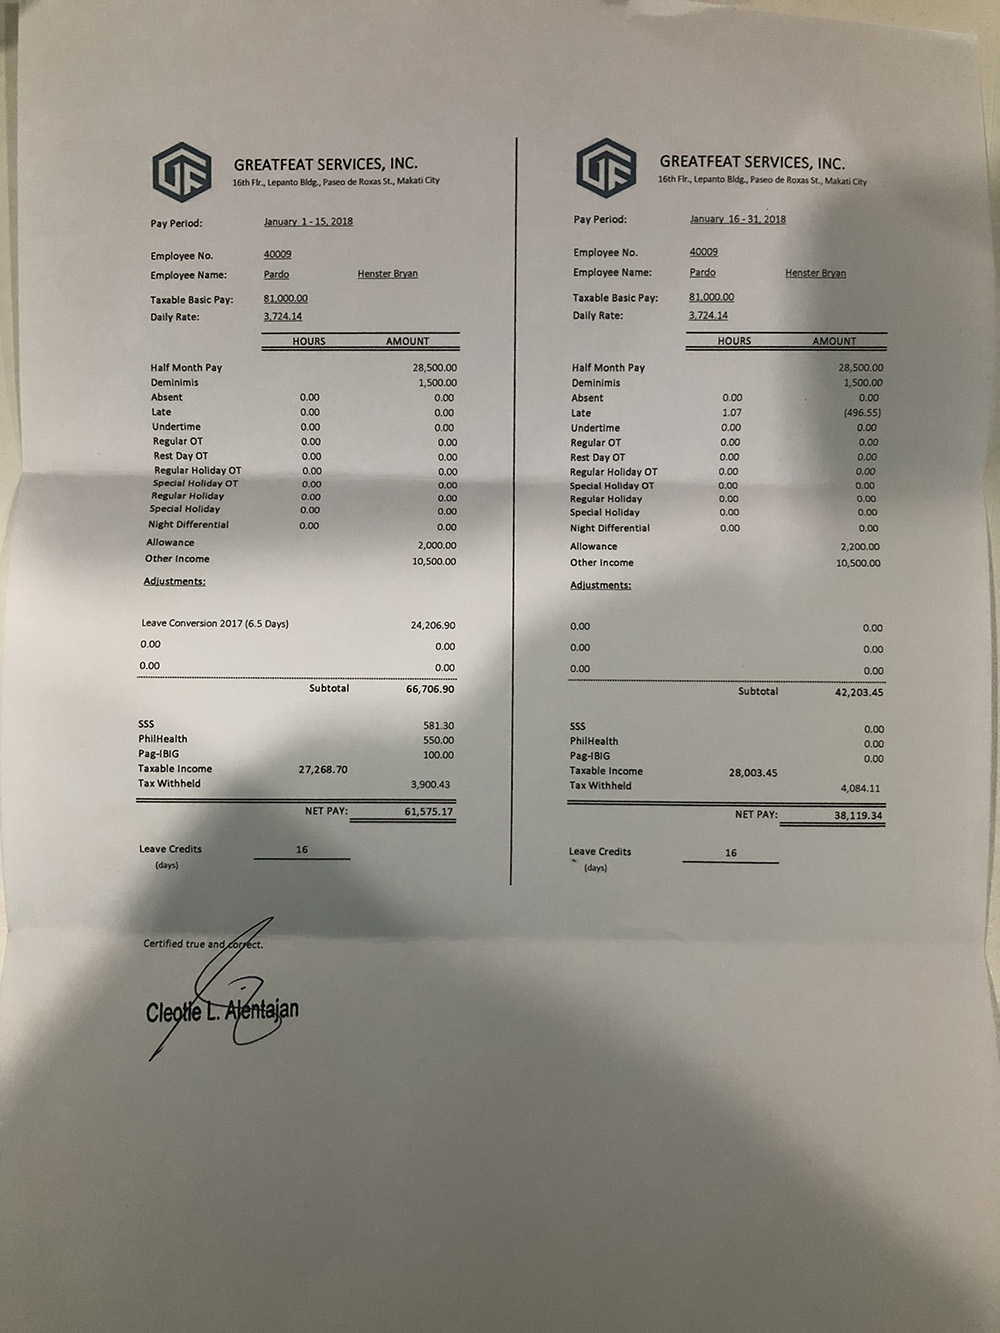 GREATFEAT SERVICES, INC.
16th Flr., Lepanto Bldg., Paseo de Roxas St., Makati City
Pay Period: January 1 - 15, 2018
Employee No. 40009
Employee Name: Pardo Henster Bryan
Taxable Basic Pay: 81,000.00
Daily Rate: 3,724.14
HOURS AMOUNT
Half Month Pay 28,500.00
Deminimis 1,500.00
Absent 0.00 0.00
Late 0.00 0.00
Undertime 0.00 0.00
Regular OT 0.00 0.00
Rest Day OT 0.00 0.00
Regular Holiday OT 0.00 0.00
Special Holiday OT 0.00 0.00
Regular Holiday 0.00 0.00
Special Holiday 0.00 0.00
Night Differential 0.00 0.00
Allowance 2,000.00
Other Income 10,500.00
Adjustments:
Leave Conversion 2017 (6.5 Days) 24,206.90
0.00 0.00
0.00 0.00
Subtotal 66,706.90
SSS 581.30
PhilHealth 550.00
Pag-IBIG 100.00
Taxable Income 27,268.70
Tax Withheld 3,900.43
NET PAY: 61,575.17
Leave Credits 16
(days)
Certified true and correct.
Cleotie L. Alentajan
GREATFEAT SERVICES, INC.
16th Flr., Lepanto Bldg., Paseo de Roxas St., Makati City
Pay Period: January 16 - 31, 2018
Employee No. 40009
Employee Name: Pardo Henster Bryan
Taxable Basic Pay: 81,000.00
Daily Rate: 3,724.14
HOURS AMOUNT
Half Month Pay 28,500.00
Deminimis 1,500.00
Absent 0.00 0.00
Late 1.07 (496.55)
Undertime 0.00 0.00
Regular OT 0.00 0.00
Rest Day OT 0.00 0.00
Regular Holiday OT 0.00 0.00
Special Holiday OT 0.00 0.00
Regular Holiday 0.00 0.00
Special Holiday 0.00 0.00
Night Differential 0.00 0.00
Allowance 2,200.00
Other Income 10,500.00
Adjustments:
0.00 0.00
0.00 0.00
0.00 0.00
Subtotal 42,203.45
SSS 0.00
PhilHealth 0.00
Pag-IBIG 0.00
Taxable Income 28,003.45
Tax Withheld 4,084.11
NET PAY: 38,119.34
Leave Credits 16
(days)